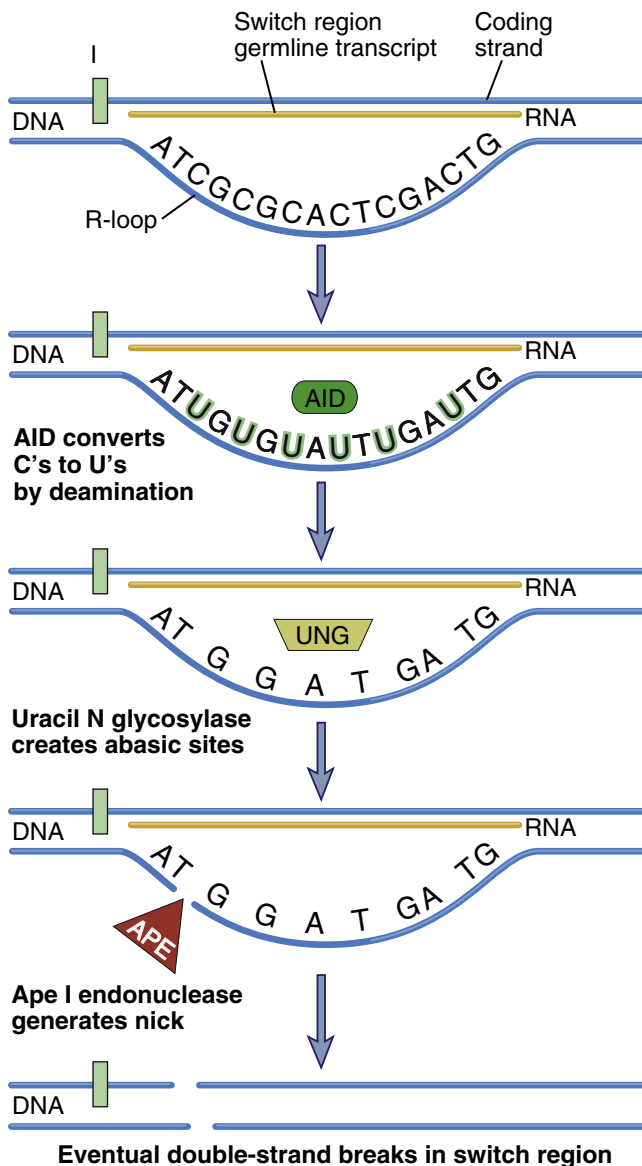 I
Switch region
germline transcript
Coding
strand
DNA
RNA
ATCGCGCACTCGACTG
R-loop
DNA
RNA
ATUGUGUAUTUGAUTG
AID
AID converts
C's to U's
by deamination
DNA
RNA
AT G G A T GA TG
UNG
Uracil N glycosylase
creates abasic sites
DNA
RNA
AT G G A T GA TG
APE
Ape I endonuclease
generates nick
DNA
Eventual double-strand breaks in switch region